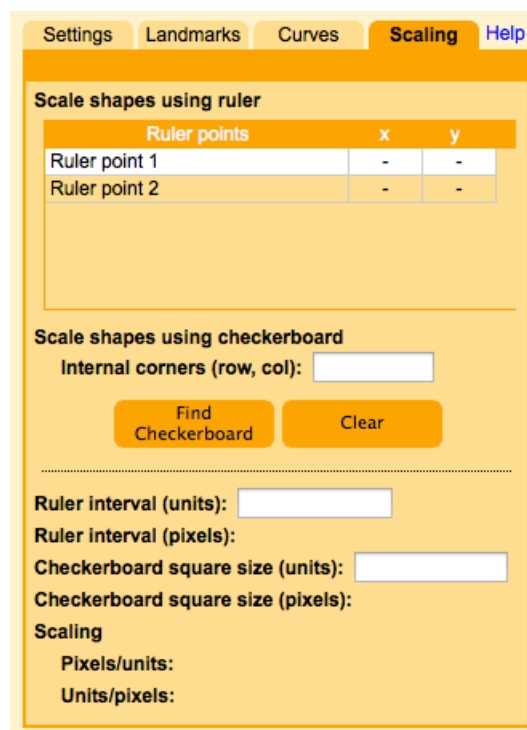 Settings Landmarks Curves Scaling Help
Scale shapes using ruler
Ruler points x y
Ruler point 1 - -
Ruler point 2 - -
Scale shapes using checkerboard
Internal corners (row, col):
Find
Checkerboard
Clear
Ruler interval (units):
Ruler interval (pixels):
Checkerboard square size (units):
Checkerboard square size (pixels):
Scaling
Pixels/units:
Units/pixels: